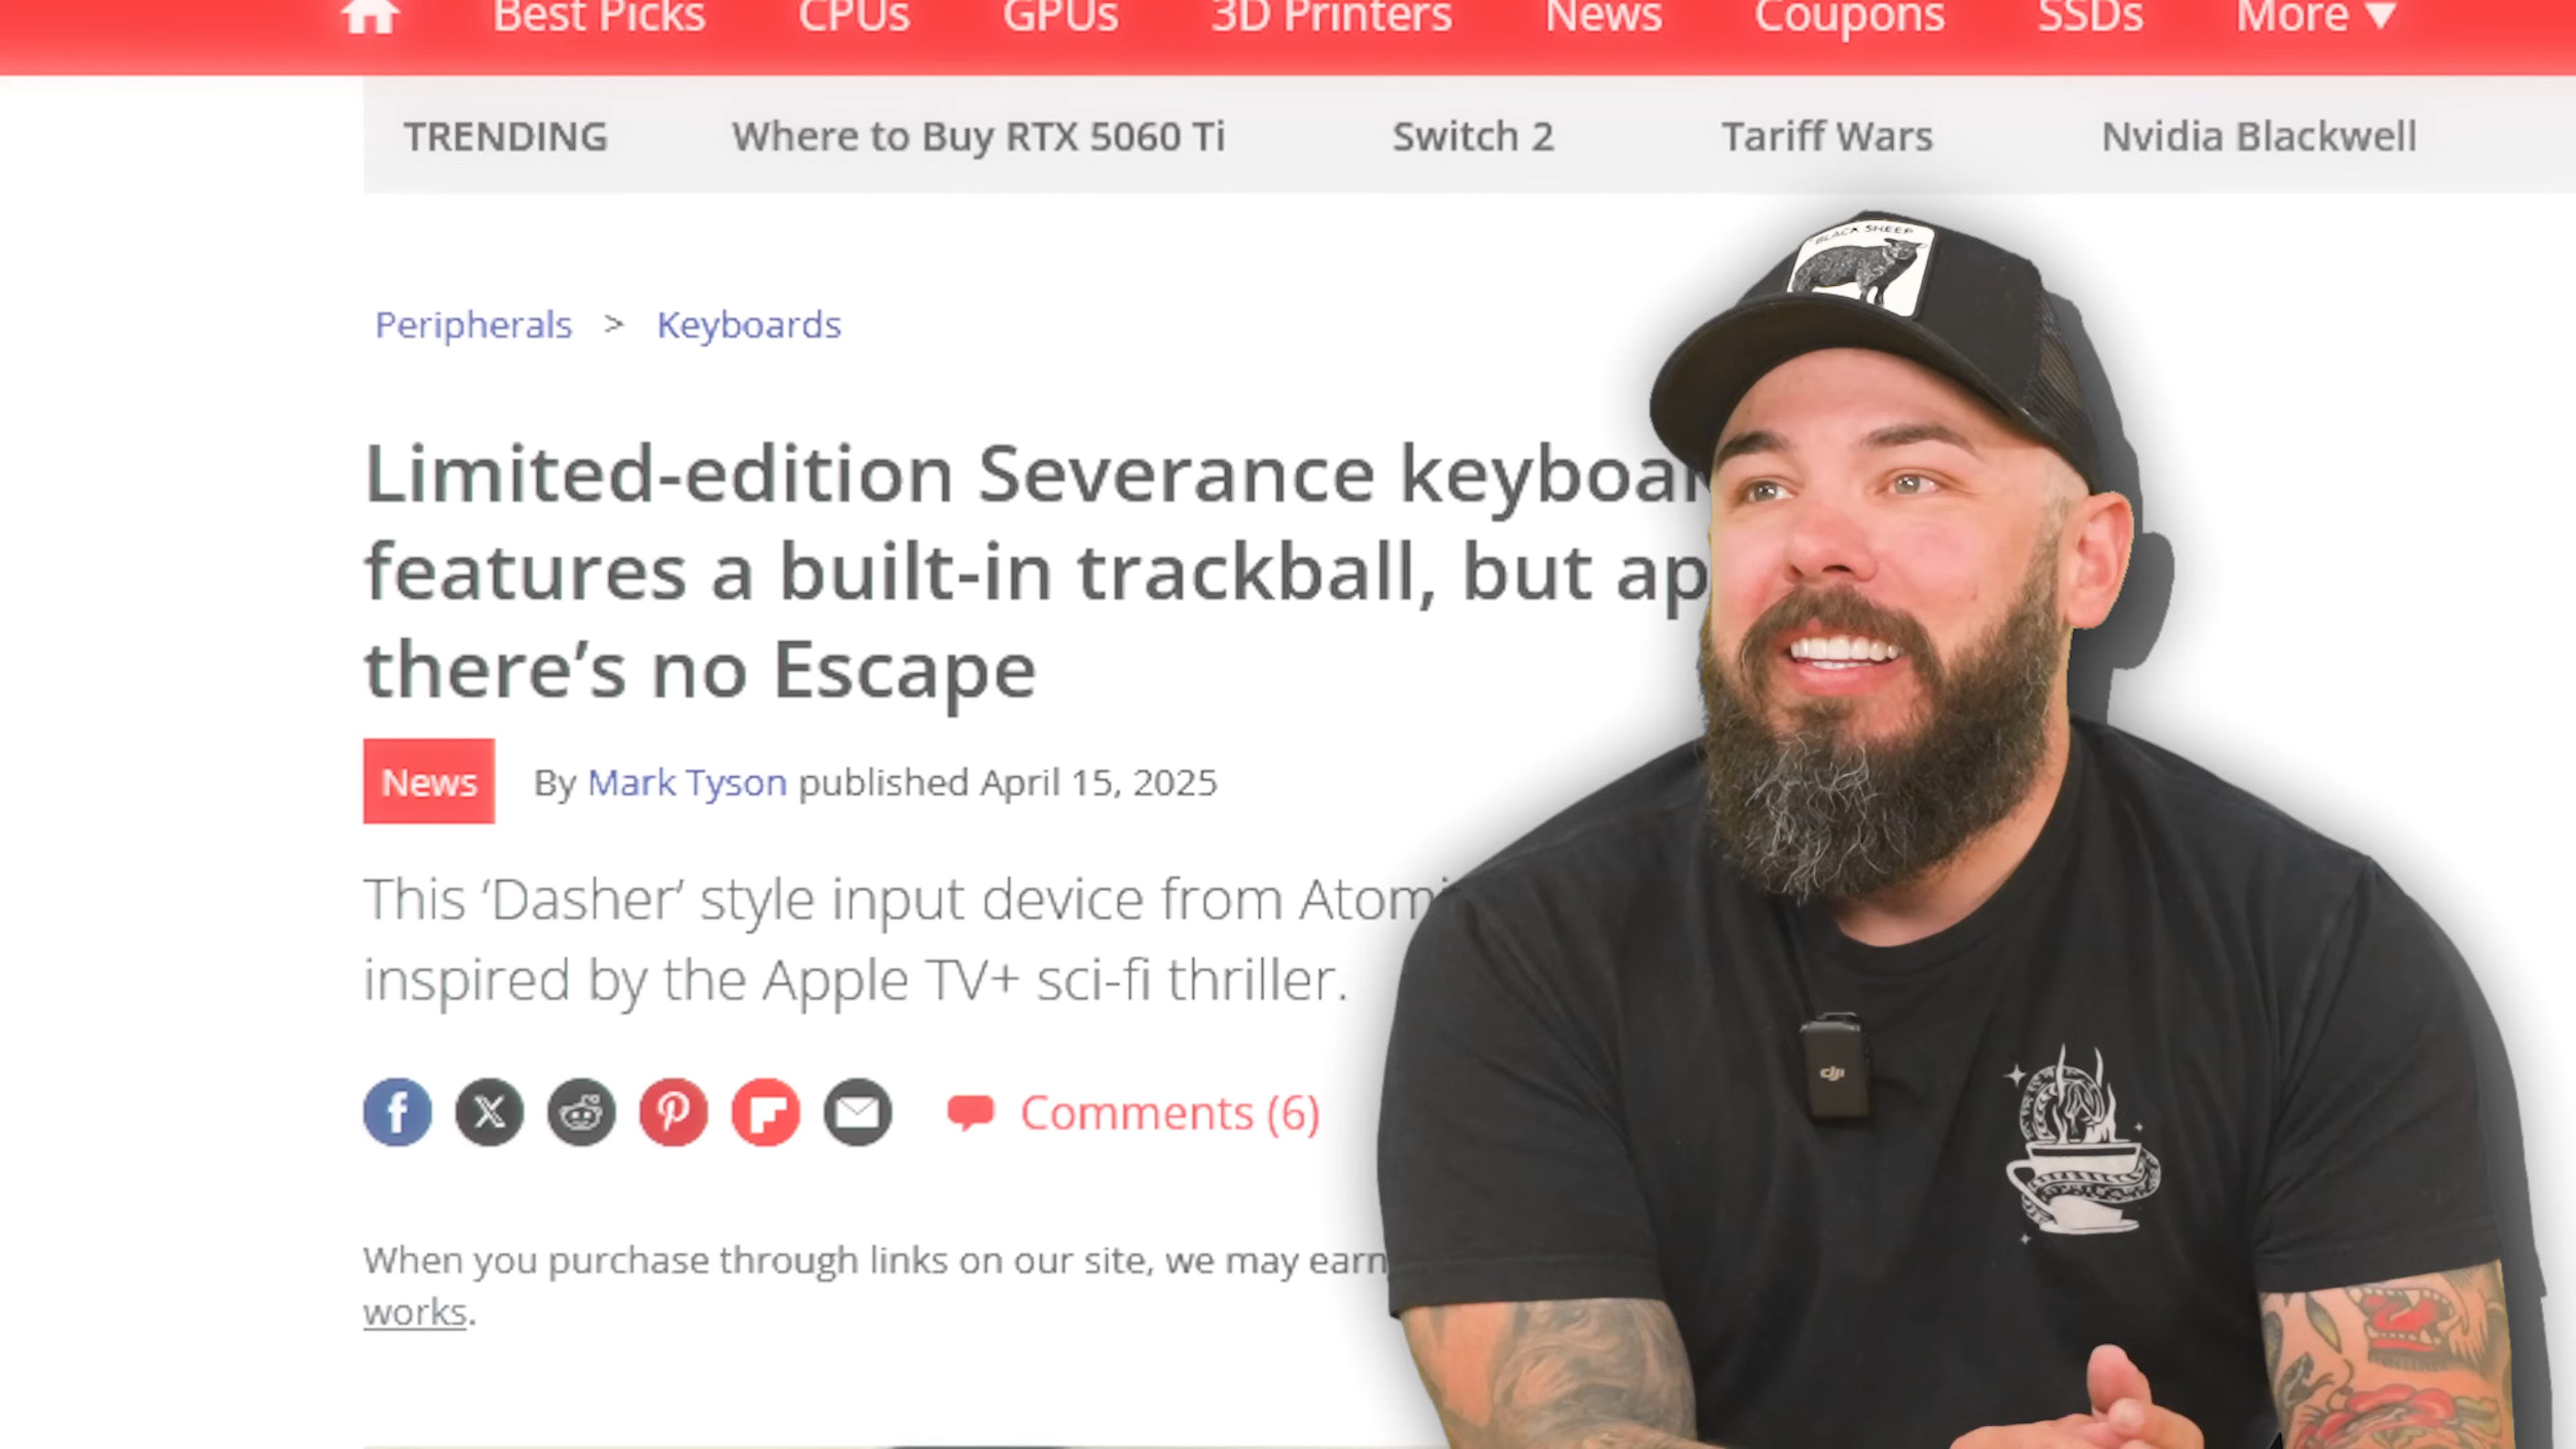 Best Picks CPUs GPUs 3D Printers News Coupons SSDs More ▼
TRENDING Where to Buy RTX 5060 Ti Switch 2 Tariff Wars Nvidia Blackwell
BLACK SHEEP
Peripherals > Keyboards
Limited-edition Severance
features a built-in trackball, but
there’s no Escape
News By Mark Tyson published April 15, 2025
This ‘Dasher’ style input device from
inspired by the Apple TV+ sci-fi thriller.
dji
Comments (6)
When you purchase through links on our site, we may earn
works.